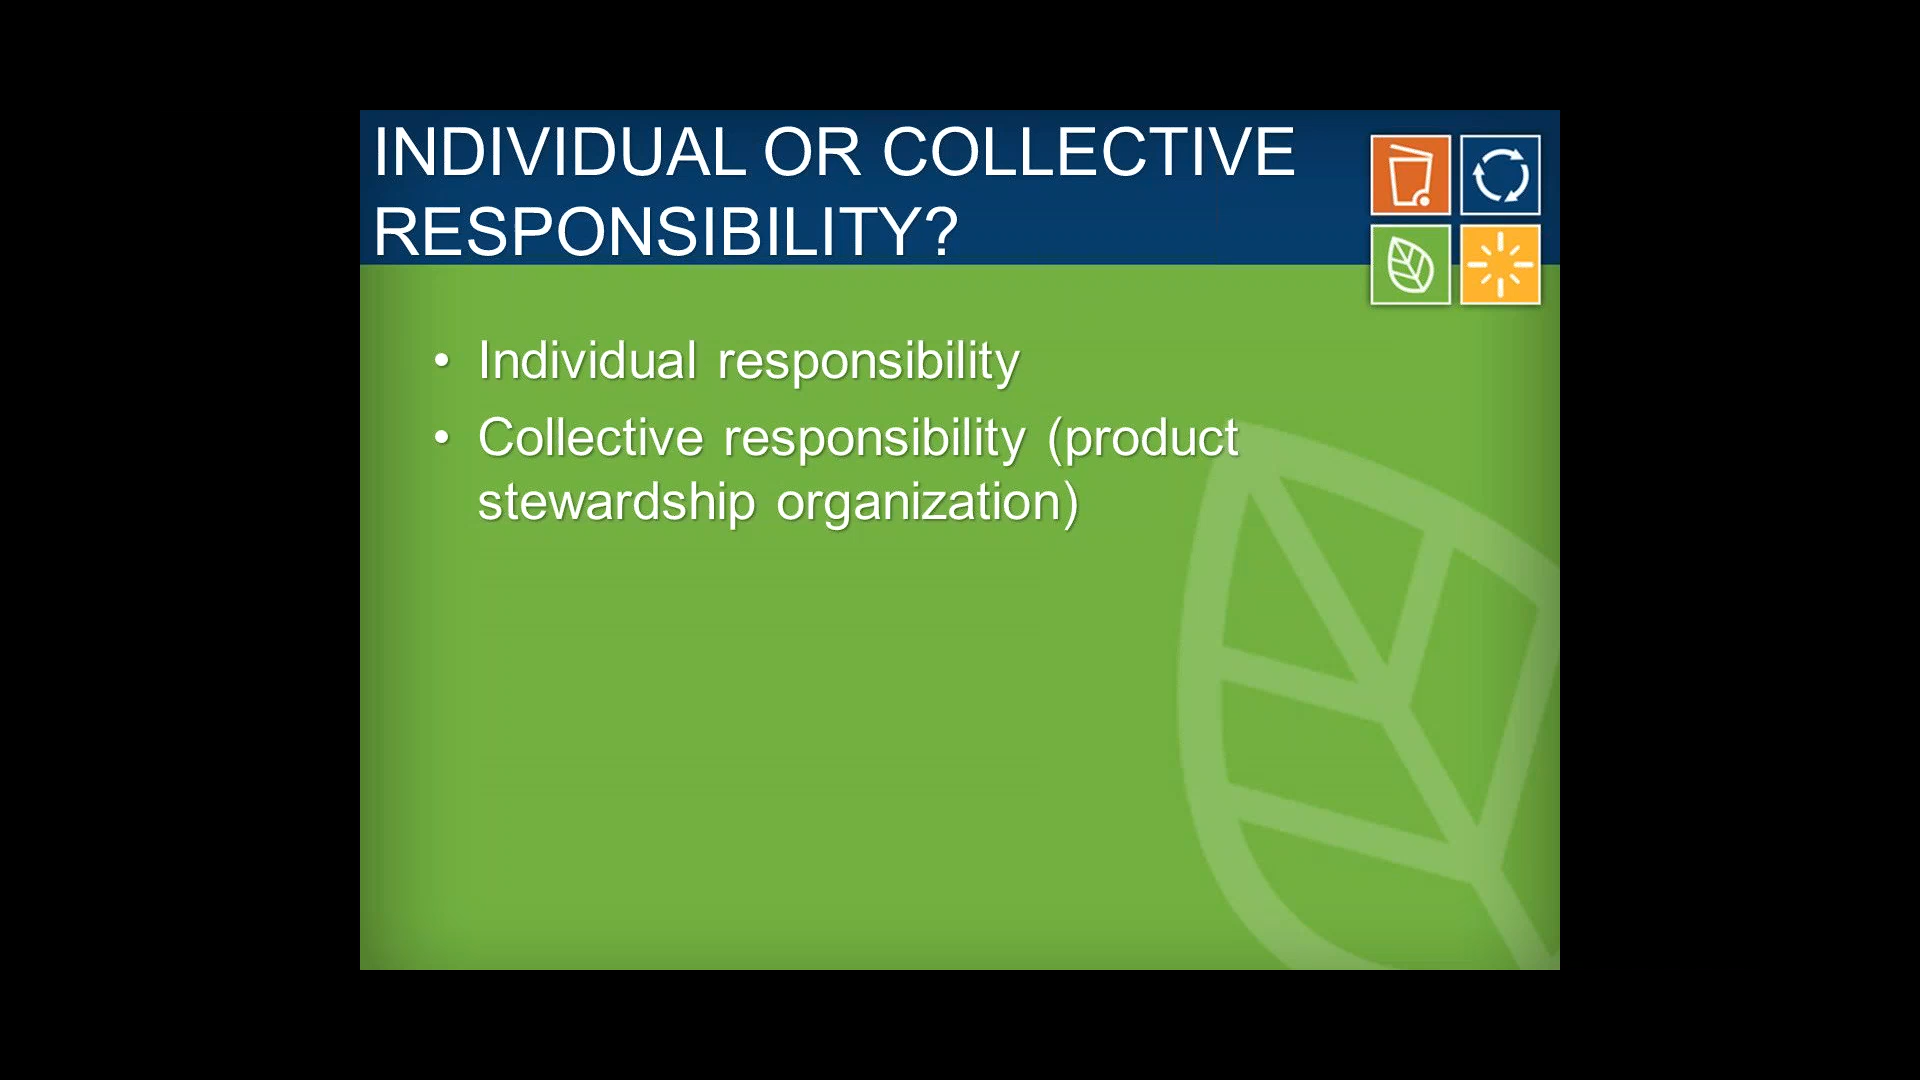 INDIVIDUAL OR COLLECTIVE
RESPONSIBILITY?
• Individual responsibility
• Collective responsibility (product
stewardship organization)